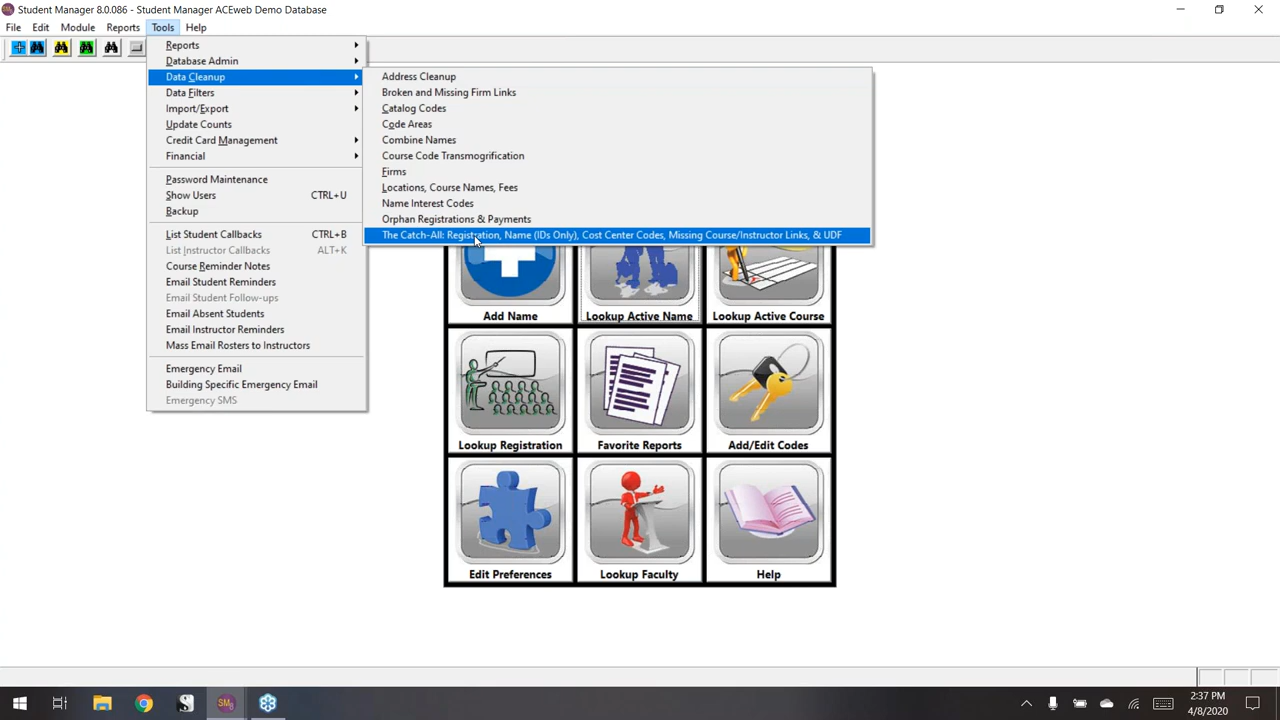 Student Manager 8.0.086 - Student Manager ACEweb Demo Database
File Edit Module Reports Tools Help
Reports
Database Admin
Data Cleanup
Data Filters
Import/Export
Update Counts
Credit Card Management
Financial
Password Maintenance
Show Users CTRL+U
Backup
List Student Callbacks CTRL+B
List Instructor Callbacks ALT+K
Course Reminder Notes
Email Student Reminders
Email Student Follow-ups
Email Absent Students
Email Instructor Reminders
Mass Email Rosters to Instructors
Emergency Email
Building Specific Emergency Email
Emergency SMS
Address Cleanup
Broken and Missing Firm Links
Catalog Codes
Code Areas
Combine Names
Course Code Transmogrification
Firms
Locations, Course Names, Fees
Name Interest Codes
Orphan Registrations & Payments
The Catch-All: Registration, Name (IDs Only), Cost Center Codes, Missing Course/Instructor Links, & UDF
Add Name Lookup Active Name Lookup Active Course
Lookup Registration Favorite Reports Add/Edit Codes
Edit Preferences Lookup Faculty Help
SM8
2:37 PM
4/8/2020